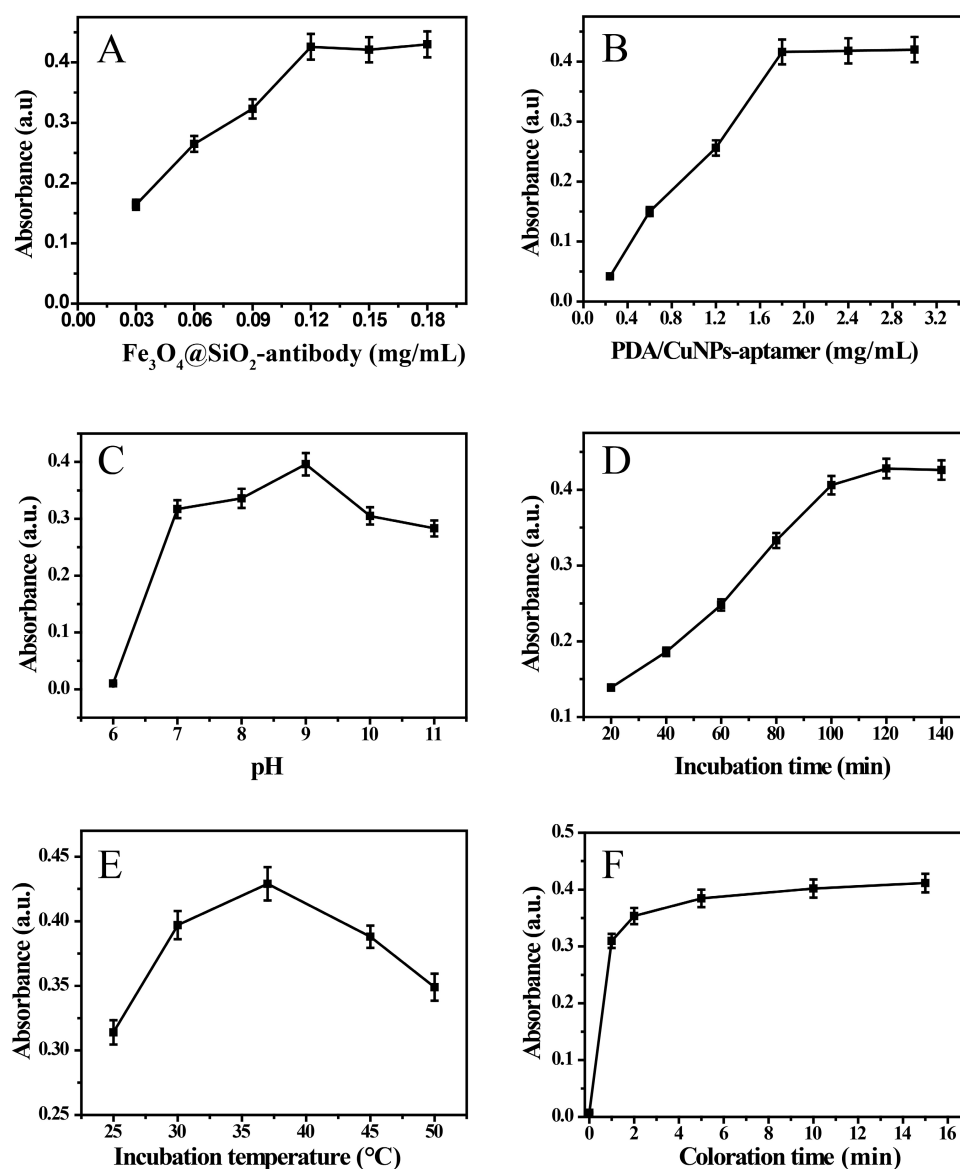 A
Absorbance (a.u)
0.4
0.3
0.2
0.1
0.0
0.00 0.03 0.06 0.09 0.12 0.15 0.18
Fe₃O₄@SiO₂-antibody (mg/mL)
B
Absorbance (a.u)
0.4
0.3
0.2
0.1
0.0
0.0 0.4 0.8 1.2 1.6 2.0 2.4 2.8 3.2
PDA/CuNPs-aptamer (mg/mL)
C
Absorbance (a.u.)
0.4
0.3
0.2
0.1
0.0
6 7 8 9 10 11
pH
D
Absorbance (a.u.)
0.4
0.3
0.2
0.1
20 40 60 80 100 120 140
Incubation time (min)
E
Absorbance (a.u.)
0.45
0.40
0.35
0.30
0.25
25 30 35 40 45 50
Incubation temperature (°C)
F
Absorbance (a.u.)
0.5
0.4
0.3
0.2
0.1
0.0
0 2 4 6 8 10 12 14 16
Coloration time (min)